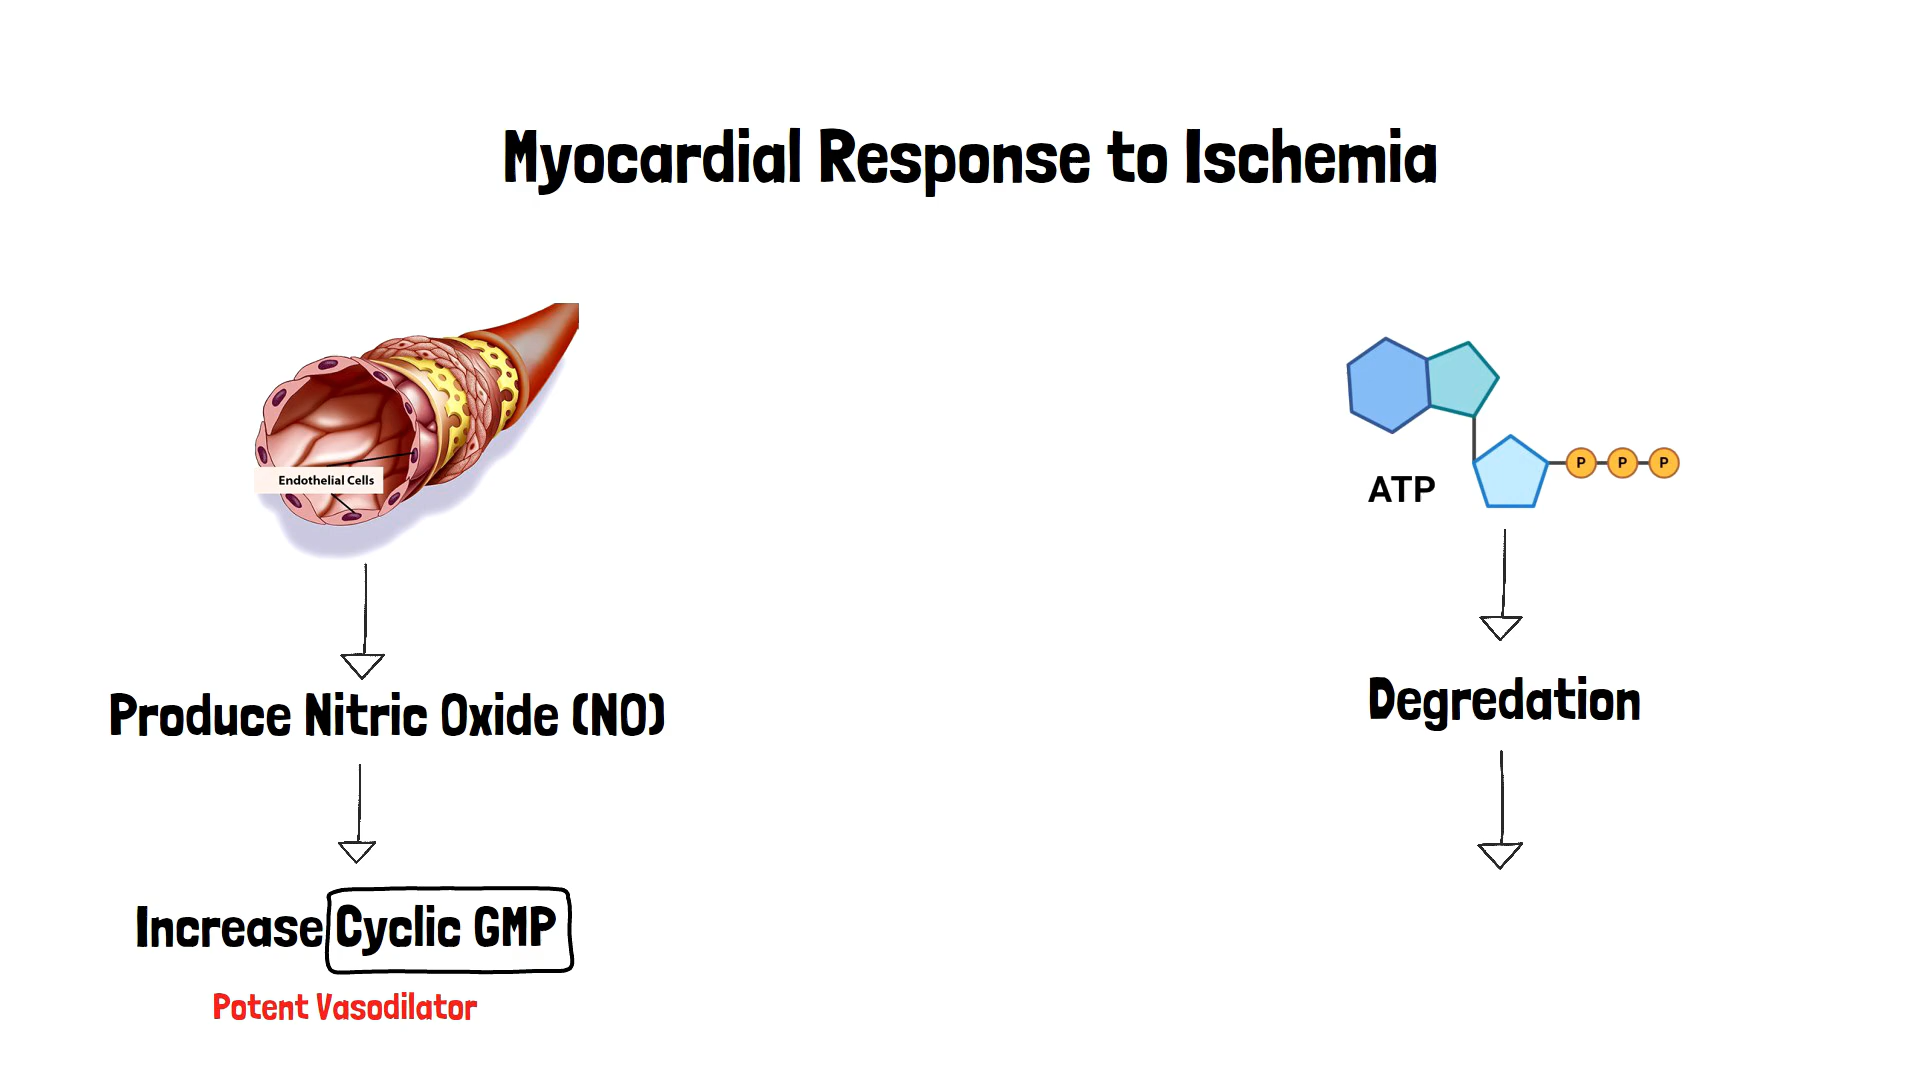 Myocardial Response to Ischemia
Endothelial Cells
Produce Nitric Oxide (NO)
Increase Cyclic GMP
Potent Vasodilator
P P P
ATP
Degredation